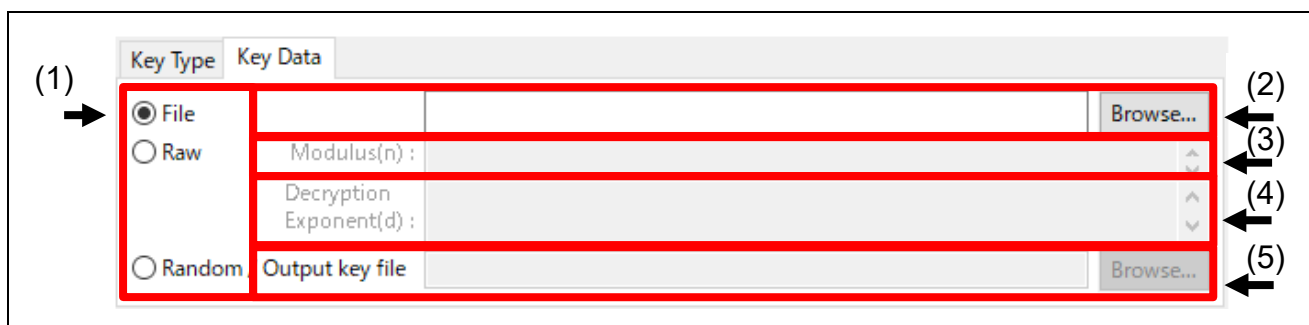 Key Type Key Data
(1)
(2)
File
Browse...
(3)
Raw
Modulus(n) :
(4)
Decryption
Exponent(d) :
(5)
Random , Output key file
Browse...